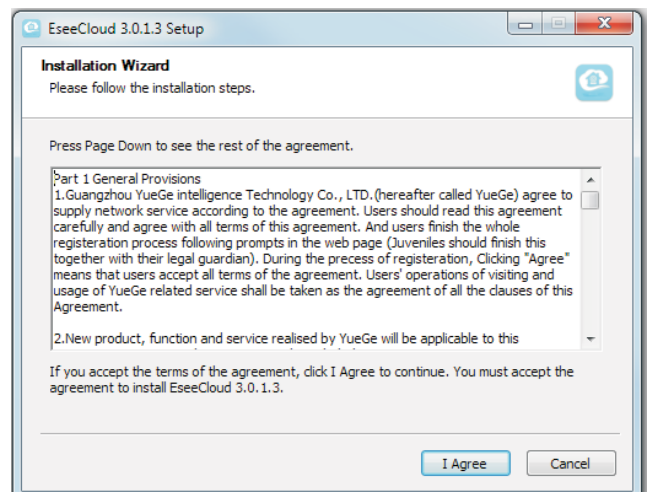 EseeCloud 3.0.1.3 Setup
Installation Wizard
Please follow the installation steps.
Press Page Down to see the rest of the agreement.
Part 1 General Provisions
1.Guangzhou YueGe intelligence Technology Co., LTD.(hereafter called YueGe) agree to
supply network service according to the agreement. Users should read this agreement
carefully and agree with all terms of this agreement. And users finish the whole
registeration process following prompts in the web page (Juveniles should finish this
together with their legal guardian). During the precess of registeration, Clicking "Agree"
means that users accept all terms of the agreement. Users' operations of visiting and
usage of YueGe related service shall be taken as the agreement of all the clauses of this
Agreement.
2.New product, function and service realised by YueGe will be applicable to this
If you accept the terms of the agreement, click I Agree to continue. You must accept the
agreement to install EseeCloud 3.0.1.3.
I Agree
Cancel